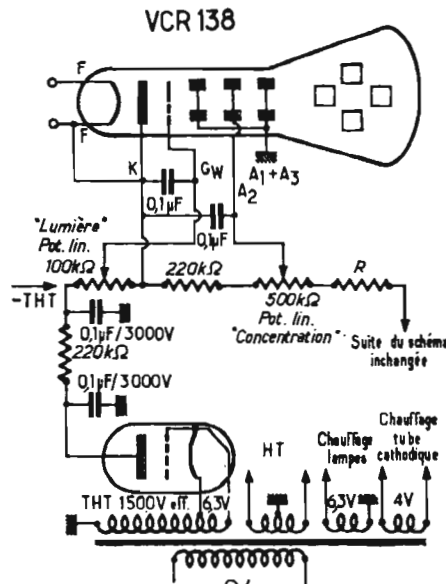 VCR 138
F
F
K
GW
A2
A1 + A3
0,1µF
0,1µF
"Lumière"
Pot. lin.
100kΩ
220kΩ
R
-THT
500kΩ
Pot. lin.
"Concentration"
Suite du schéma
inchangée
0,1µF/3000V
220kΩ
0,1µF/3000V
Chauffage
lampes
Chauffage
tube
cathodique
HT
THT 1500V eff.
6,3V
6,3V
4V